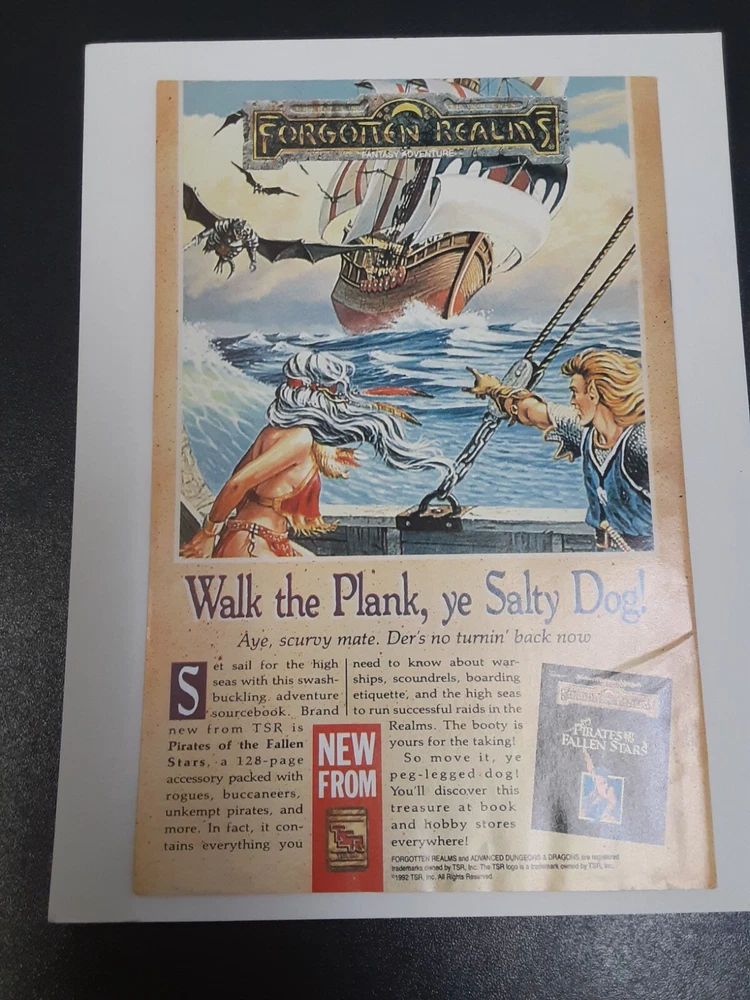 FORGOTTEN REALMS
FANTASY ADVENTURE
Walk the Plank, ye Salty Dog!
Aye, scurvy mate. Der's no turnin' back now
Set sail for the high
seas with this swash-
buckling adventure
sourcebook. Brand
new from TSR is
Pirates of the Fallen
Stars, a 128-page
accessory packed with
rogues, buccaneers,
unkempt pirates, and
more. In fact, it con-
tains everything you
need to know about war-
ships, scoundrels, boarding
etiquette, and the high seas
to run successful raids in the
Realms. The booty is
yours for the taking!
So move it, ye
peg-legged dog!
You'll discover this
treasure at book
and hobby stores
everywhere!
NEW
FROM
TSR
FORGOTTEN REALMS
PIRATES OF THE
FALLEN STARS
FORGOTTEN REALMS and ADVANCED DUNGEONS & DRAGONS are registered
trademarks owned by TSR, Inc. The TSR logo is a trademark owned by TSR, Inc.
©1992 TSR, Inc. All Rights Reserved.